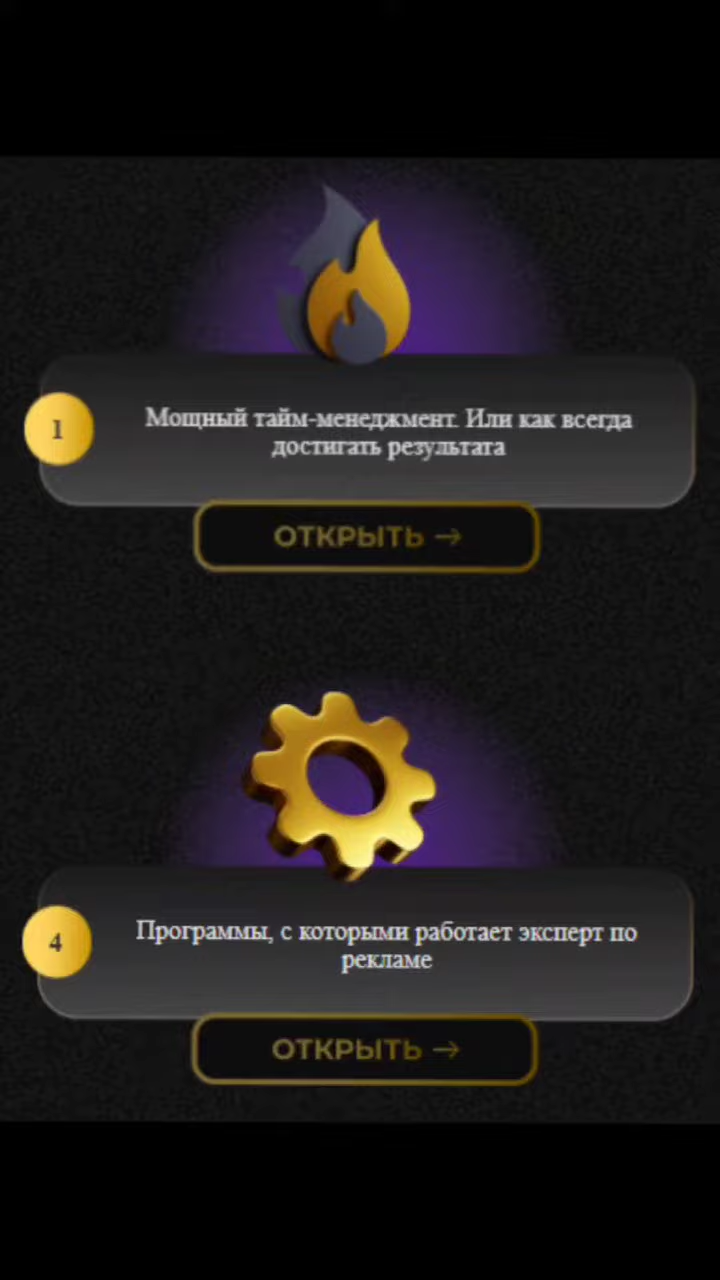 1
Мощный тайм-менеджмент. Или как всегда
достигать результата
ОТКРЫТЬ →
4
Программы, с которыми работает эксперт по
рекламе
ОТКРЫТЬ →